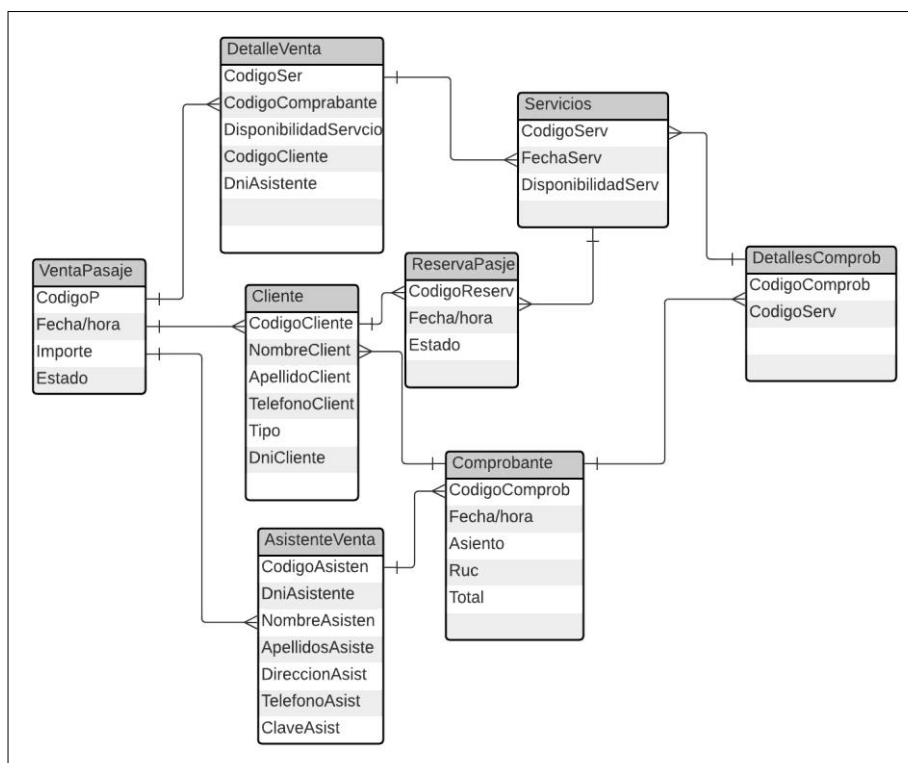 DetalleVenta
CodigoSer
CodigoComprabante
DisponibilidadServcio
CodigoCliente
DniAsistente
Servicios
CodigoServ
FechaServ
DisponibilidadServ
VentaPasaje
CodigoP
Fecha/hora
Importe
Estado
Cliente
CodigoCliente
NombreClient
ApellidoClient
TelefonoClient
Tipo
DniCliente
ReservaPasje
CodigoReserv
Fecha/hora
Estado
DetallesComprob
CodigoComprob
CodigoServ
Comprobante
CodigoComprob
Fecha/hora
Asiento
Ruc
Total
AsistenteVenta
CodigoAsisten
DniAsistente
NombreAsisten
ApellidosAsiste
DireccionAsist
TelefonoAsist
ClaveAsist